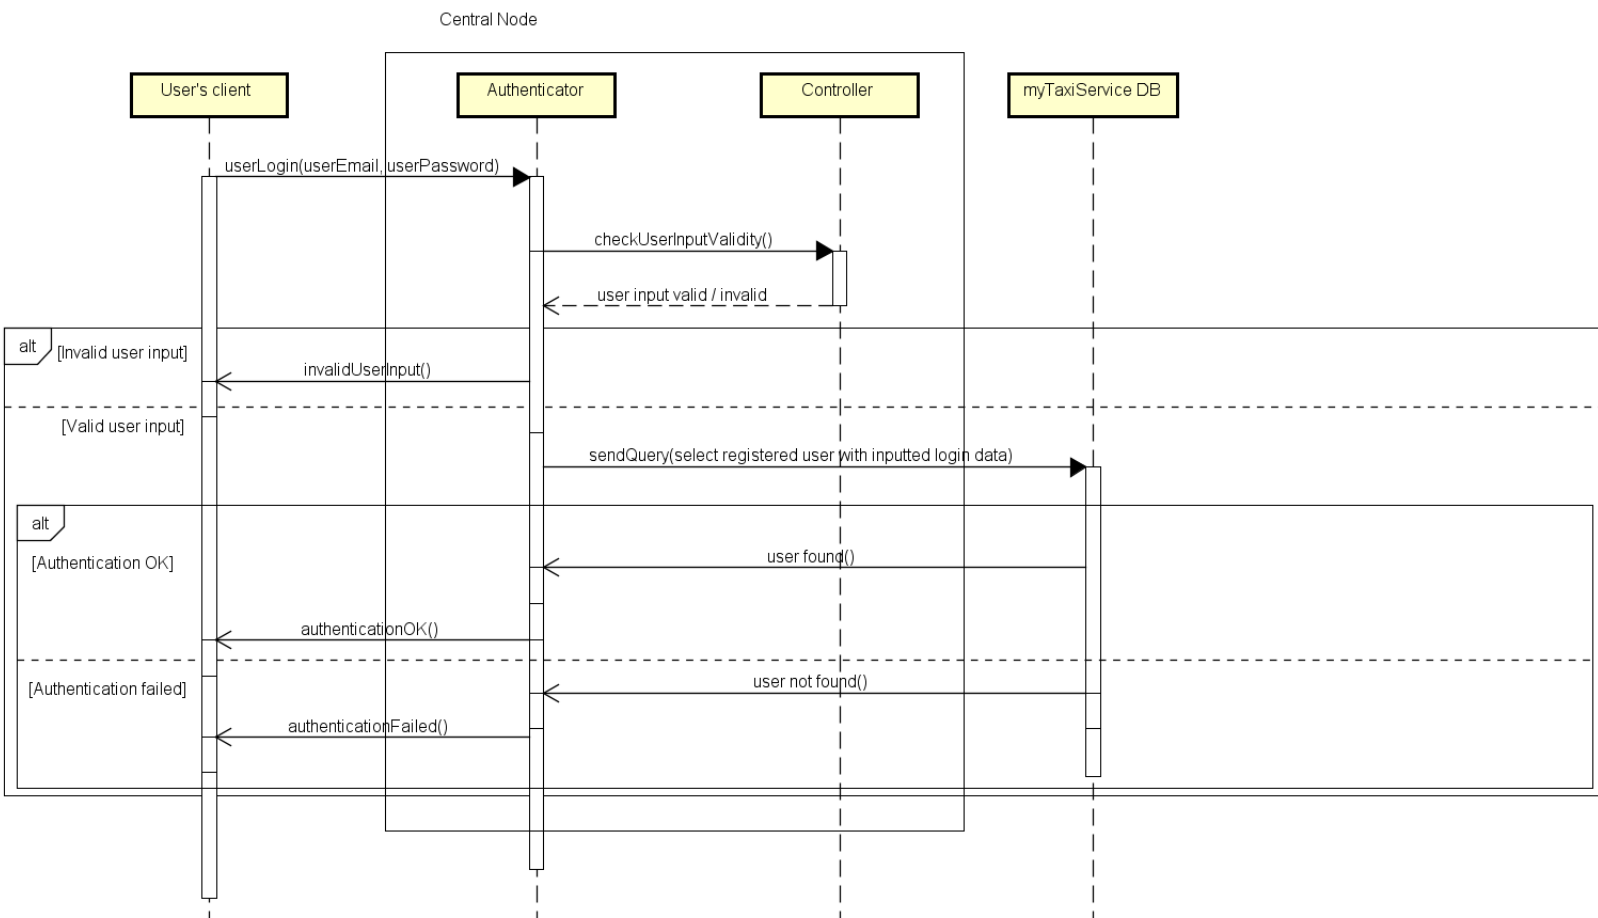 Central Node
User's client
Authenticator
Controller
myTaxiService DB
userLogin(userEmail, userPassword)
checkUserInputValidity()
user input valid / invalid
alt
[Invalid user input]
invalidUserInput()
[Valid user input]
sendQuery(select registered user with inputted login data)
alt
[Authentication OK]
user found()
authenticationOK()
[Authentication failed]
user not found()
authenticationFailed()